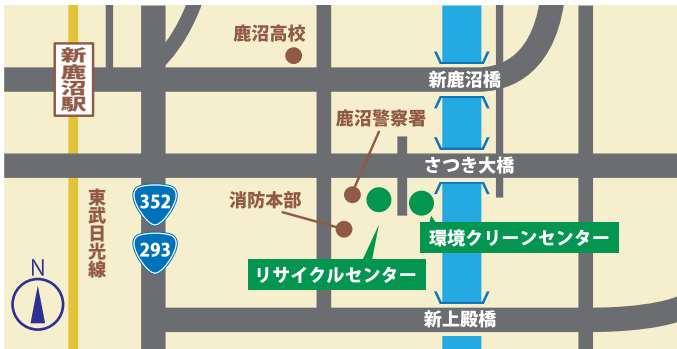 鹿沼高校
新鹿沼駅
新鹿沼橋
鹿沼警察署
さつき大橋
東武日光線
352
消防本部
293
環境クリーンセンター
リサイクルセンター
N
新上殿橋